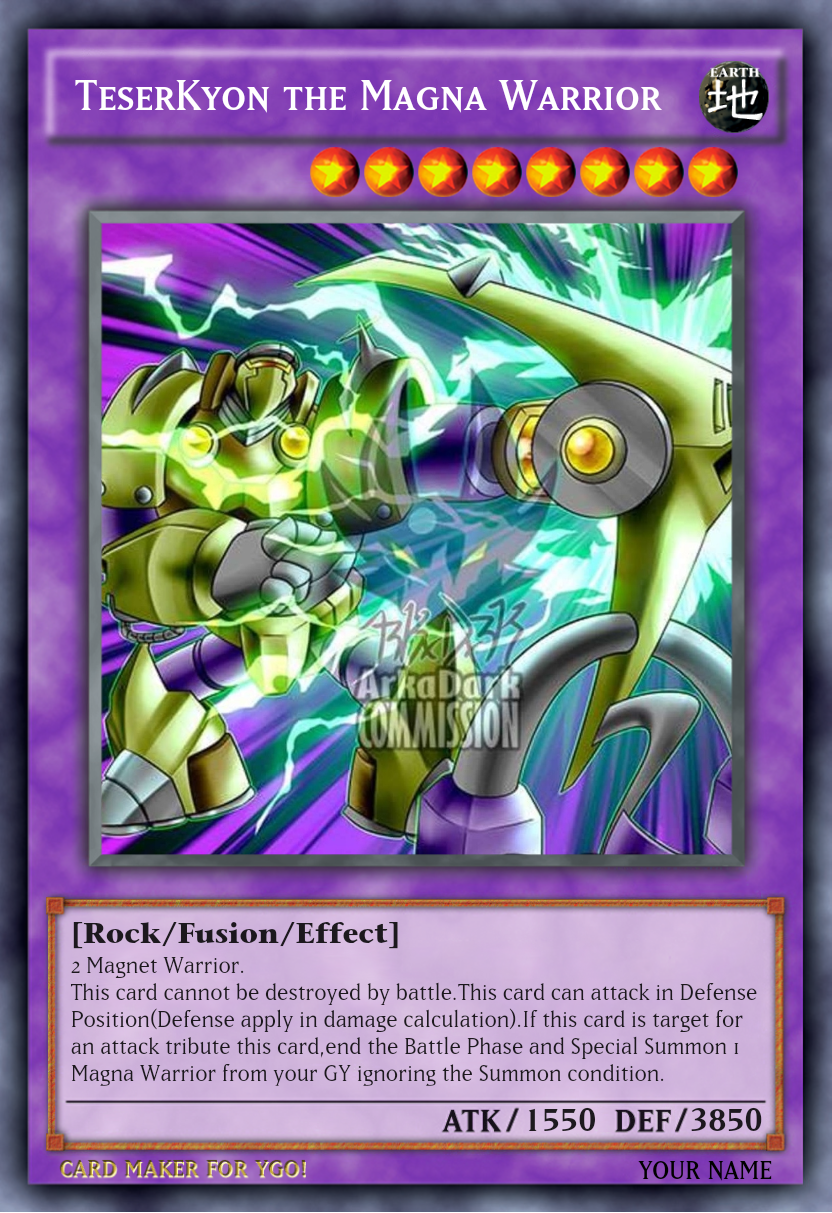 TeserKyon the Magna Warrior
EARTH
地
ArkaDark
COMMISSION
[Rock/Fusion/Effect]
2 Magnet Warrior.
This card cannot be destroyed by battle.This card can attack in Defense
Position(Defense apply in damage calculation).If this card is target for
an attack tribute this card,end the Battle Phase and Special Summon 1
Magna Warrior from your GY ignoring the Summon condition.
ATK/1550 DEF/3850
CARD MAKER FOR YGO! YOUR NAME